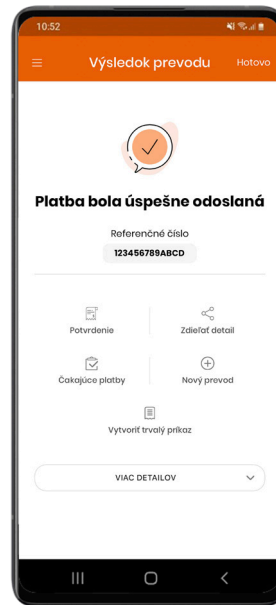 10:52
Výsledok prevodu
Hotovo
Platba bola úspešne odoslaná
Referenčné číslo
123456789ABCD
Potvrdenie
Zdieľať detail
Čakajúce platby
Nový prevod
Vytvoriť trvalý príkaz
VIAC DETAILOV